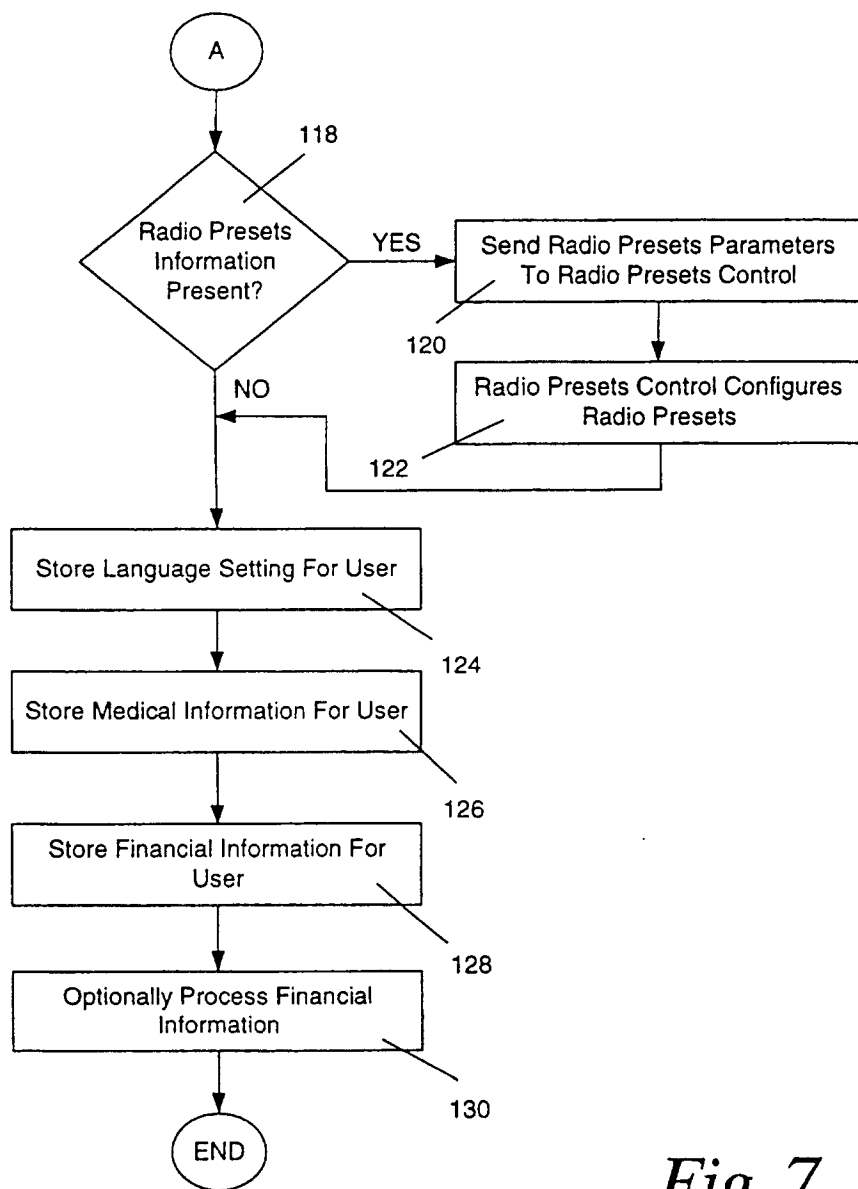 A
118
Radio Presets
Information
Present?
YES
Send Radio Presets Parameters
To Radio Presets Control
120
Radio Presets Control Configures
Radio Presets
122
NO
Store Language Setting For User
124
Store Medical Information For User
126
Store Financial Information For
User
128
Optionally Process Financial
Information
130
END
Fig. 7